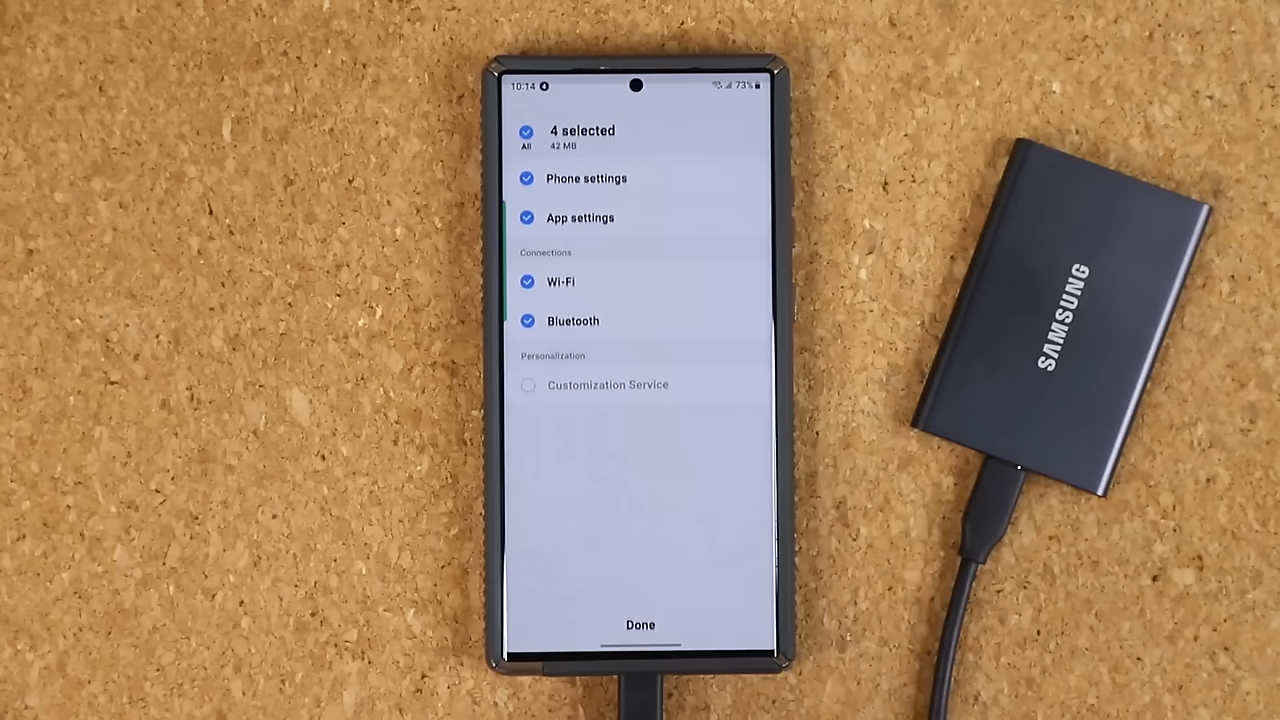 10:14
73%
4 selected
All
42 MB
Phone settings
App settings
Connections
Wi-Fi
Bluetooth
Personalization
Customization Service
Done
SAMSUNG